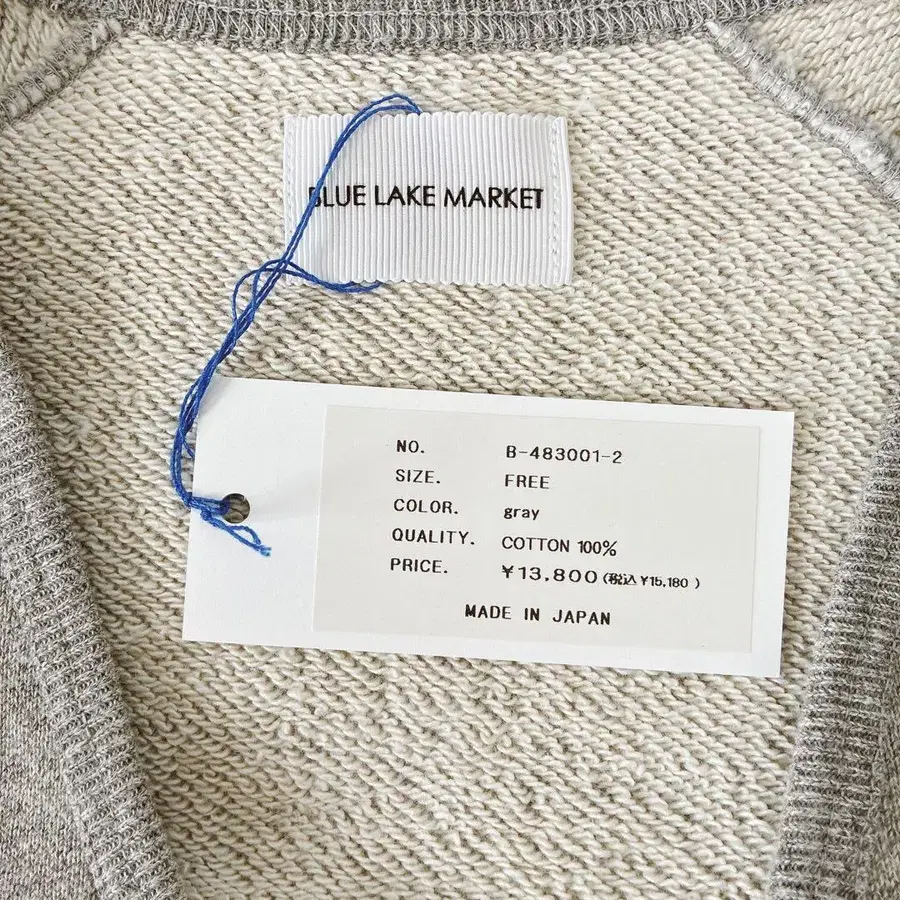 BLUE LAKE MARKET
NO. B-483001-2
SIZE. FREE
COLOR. gray
QUALITY. COTTON 100%
PRICE. ¥13,800(税込¥15,180 )
MADE IN JAPAN